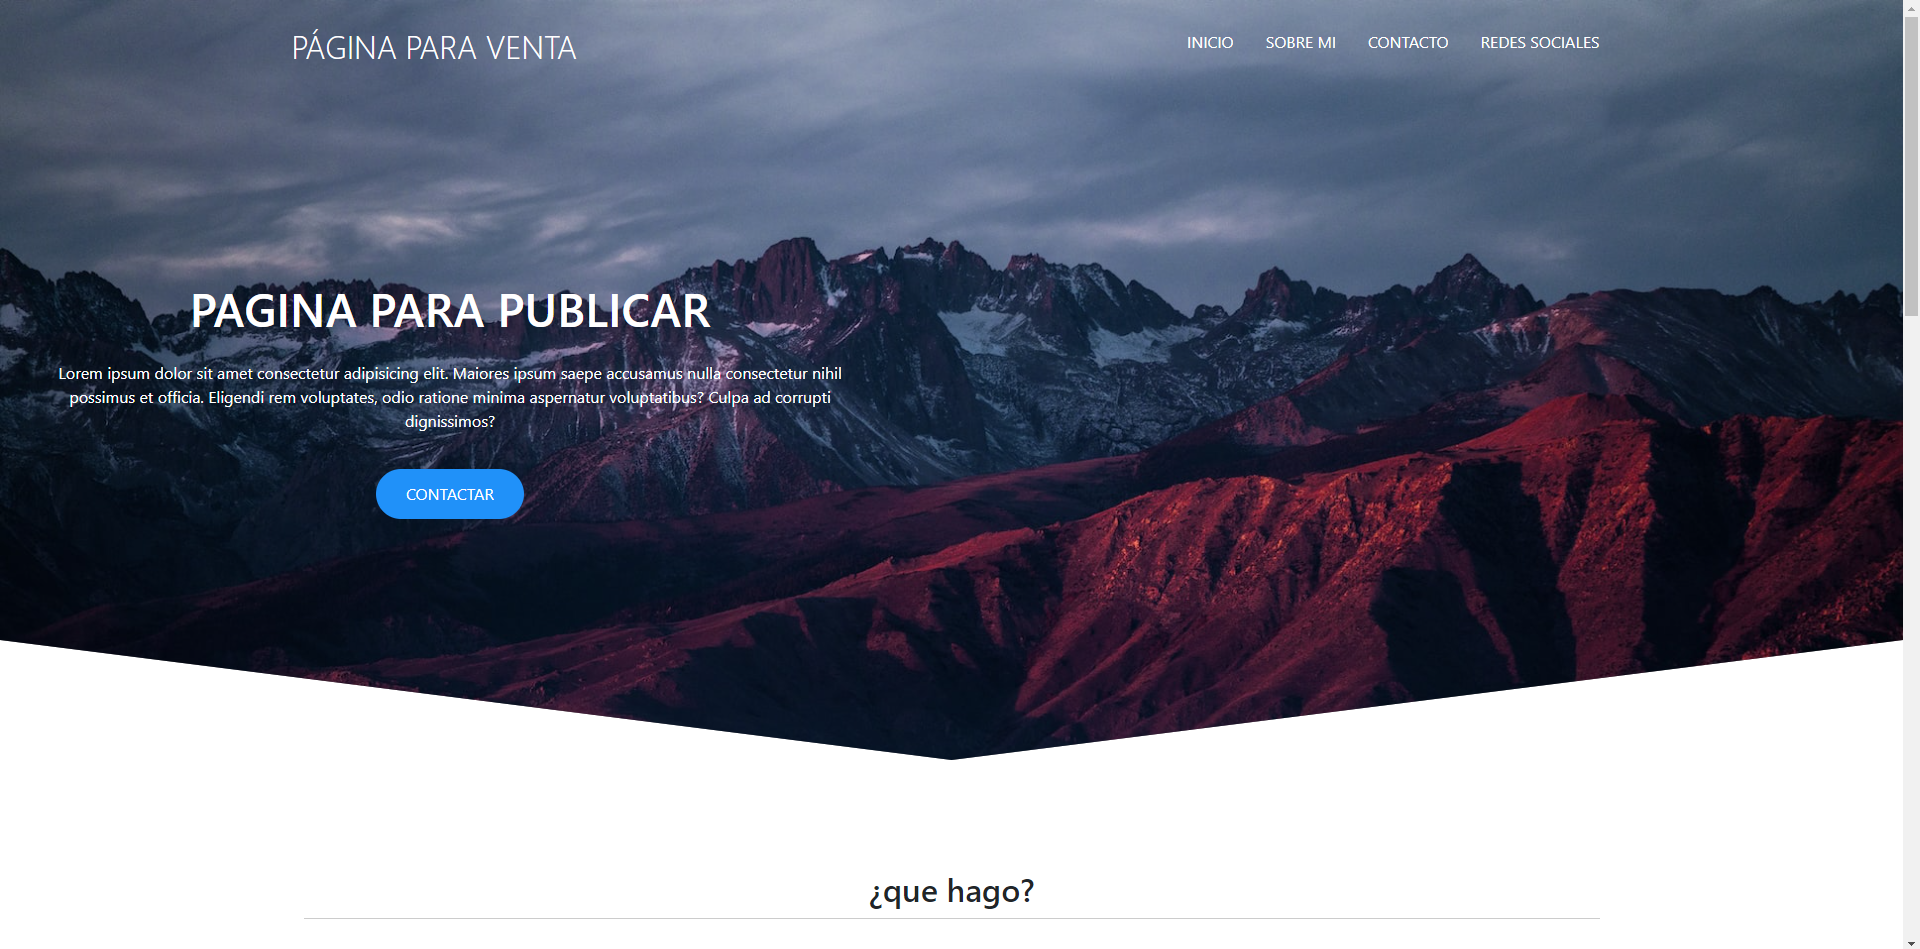 PÁGINA PARA VENTA
INICIO SOBRE MI CONTACTO REDES SOCIALES
PAGINA PARA PUBLICAR
Lorem ipsum dolor sit amet consectetur adipisicing elit. Maiores ipsum saepe accusamus nulla consectetur nihil
possimus et officia. Eligendi rem voluptates, odio ratione minima aspernatur voluptatibus? Culpa ad corrupti
dignissimos?
CONTACTAR
¿que hago?